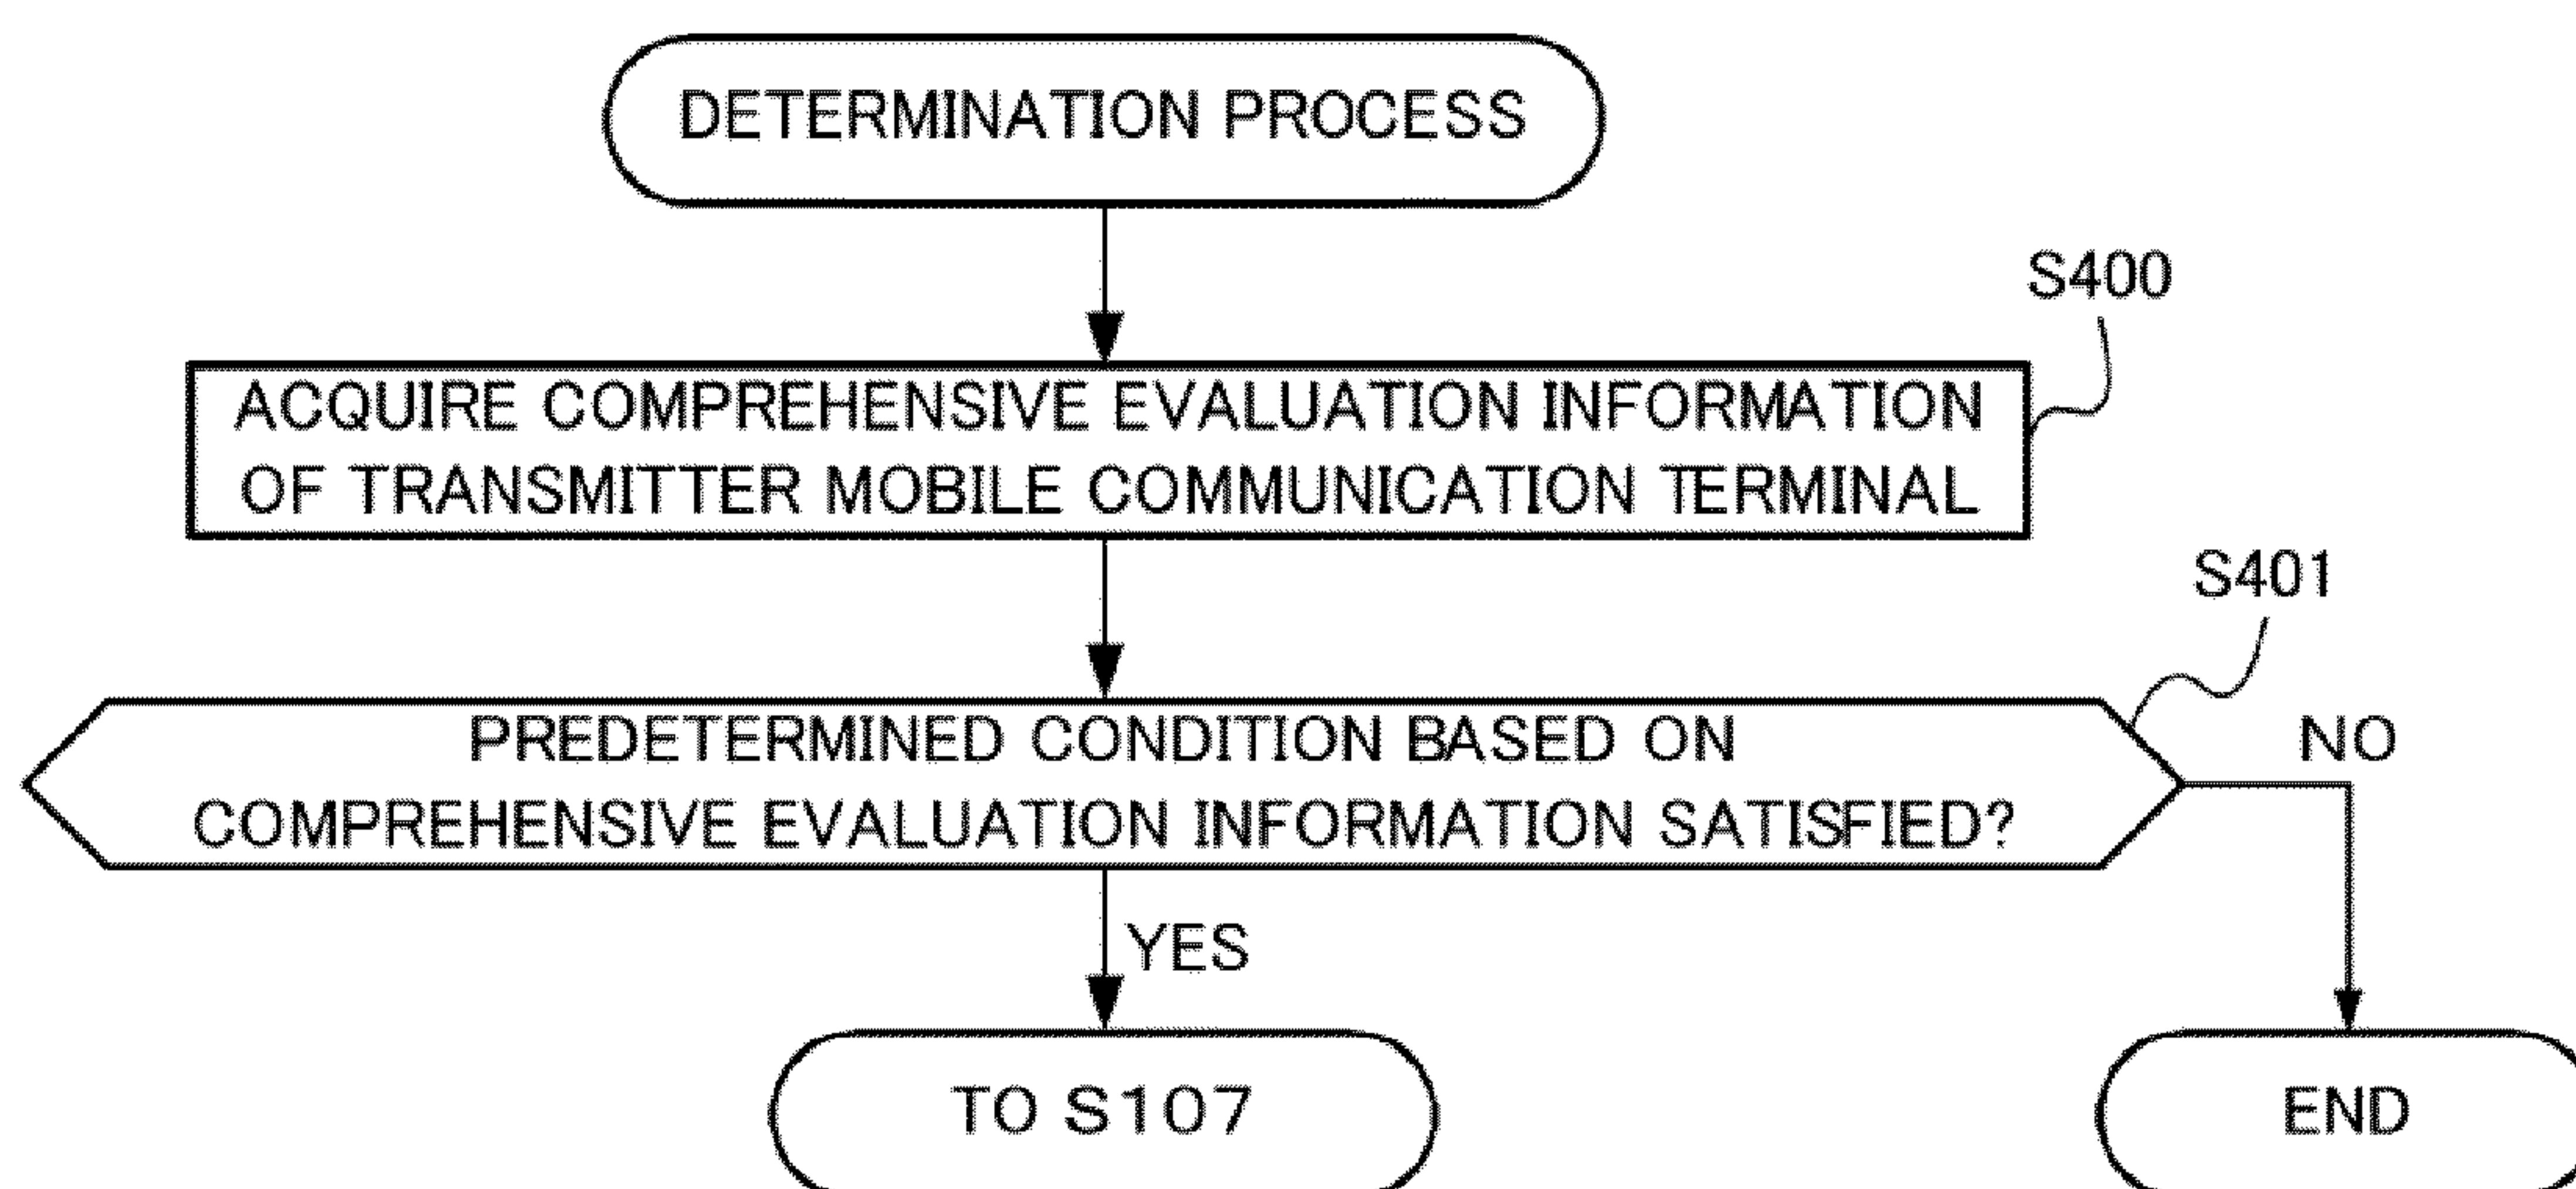 DETERMINATION PROCESS
S400
ACQUIRE COMPREHENSIVE EVALUATION INFORMATION
OF TRANSMITTER MOBILE COMMUNICATION TERMINAL
S401
PREDETERMINED CONDITION BASED ON
COMPREHENSIVE EVALUATION INFORMATION SATISFIED?
NO
YES
TO S107
END